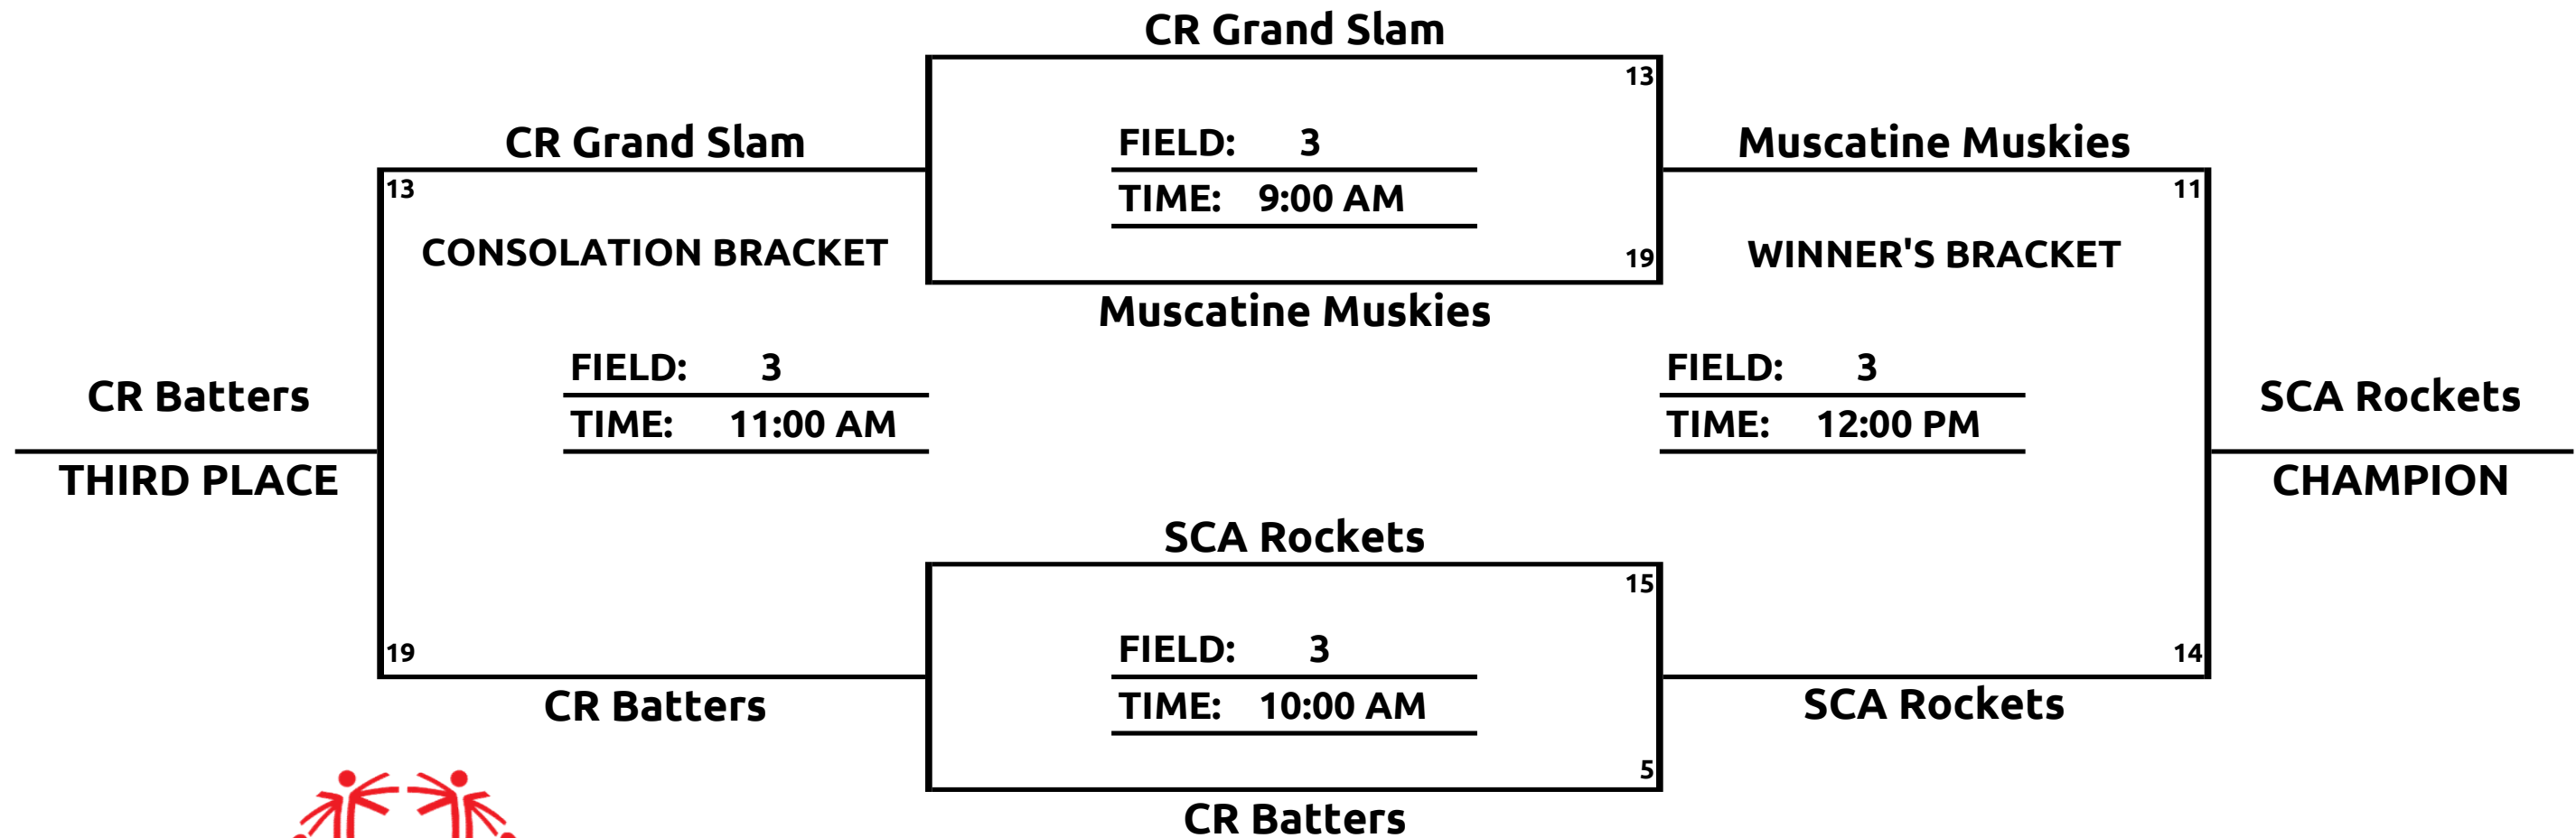 CR Grand Slam
13
CR Grand Slam
FIELD: 3
Muscatine Muskies
13
TIME: 9:00 AM
11
CONSOLATION BRACKET
19
WINNER'S BRACKET
Muscatine Muskies
FIELD: 3
FIELD: 3
CR Batters
SCA Rockets
TIME: 11:00 AM
TIME: 12:00 PM
THIRD PLACE
CHAMPION
SCA Rockets
15
FIELD: 3
19
14
CR Batters
TIME: 10:00 AM
SCA Rockets
5
CR Batters